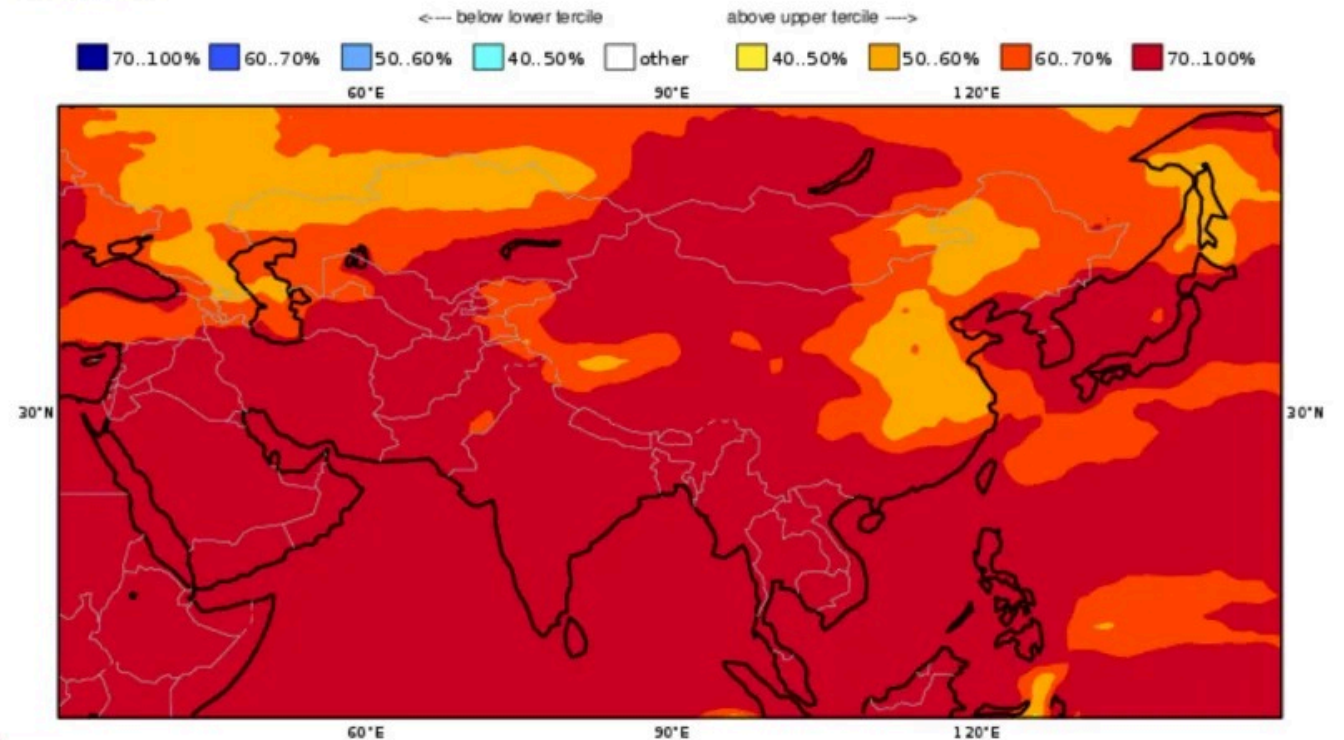 <---- below lower tercile above upper tercile ---->
70..100% 60..70% 50..60% 40..50% other 40..50% 50..60% 60..70% 70..100%
60°E 90°E 120°E
30°N 30°N
60°E 90°E 120°E